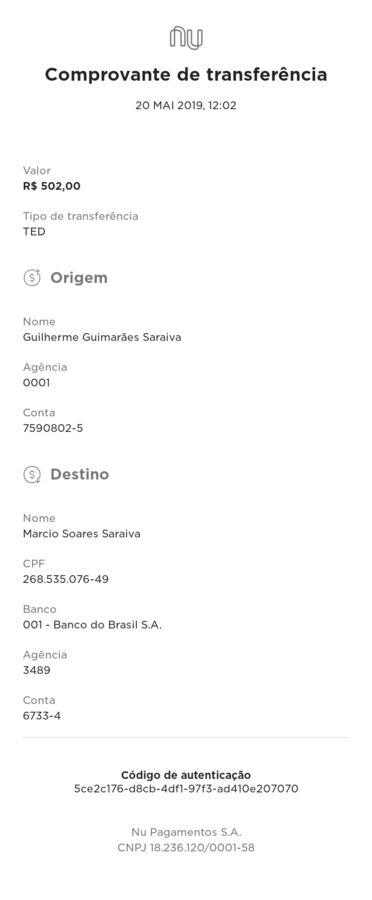 nu
Comprovante de transferência
20 MAI 2019, 12:02
Valor
R$ 502,00
Tipo de transferência
TED
Origem
Nome
Guilherme Guimarães Saraiva
Agência
0001
Conta
7590802-5
Destino
Nome
Marcio Soares Saraiva
CPF
268.535.076-49
Banco
001 - Banco do Brasil S.A.
Agência
3489
Conta
6733-4
Código de autenticação
5ce2c176-d8cb-4df1-97f3-ad410e207070
Nu Pagamentos S.A.
CNPJ 18.236.120/0001-58